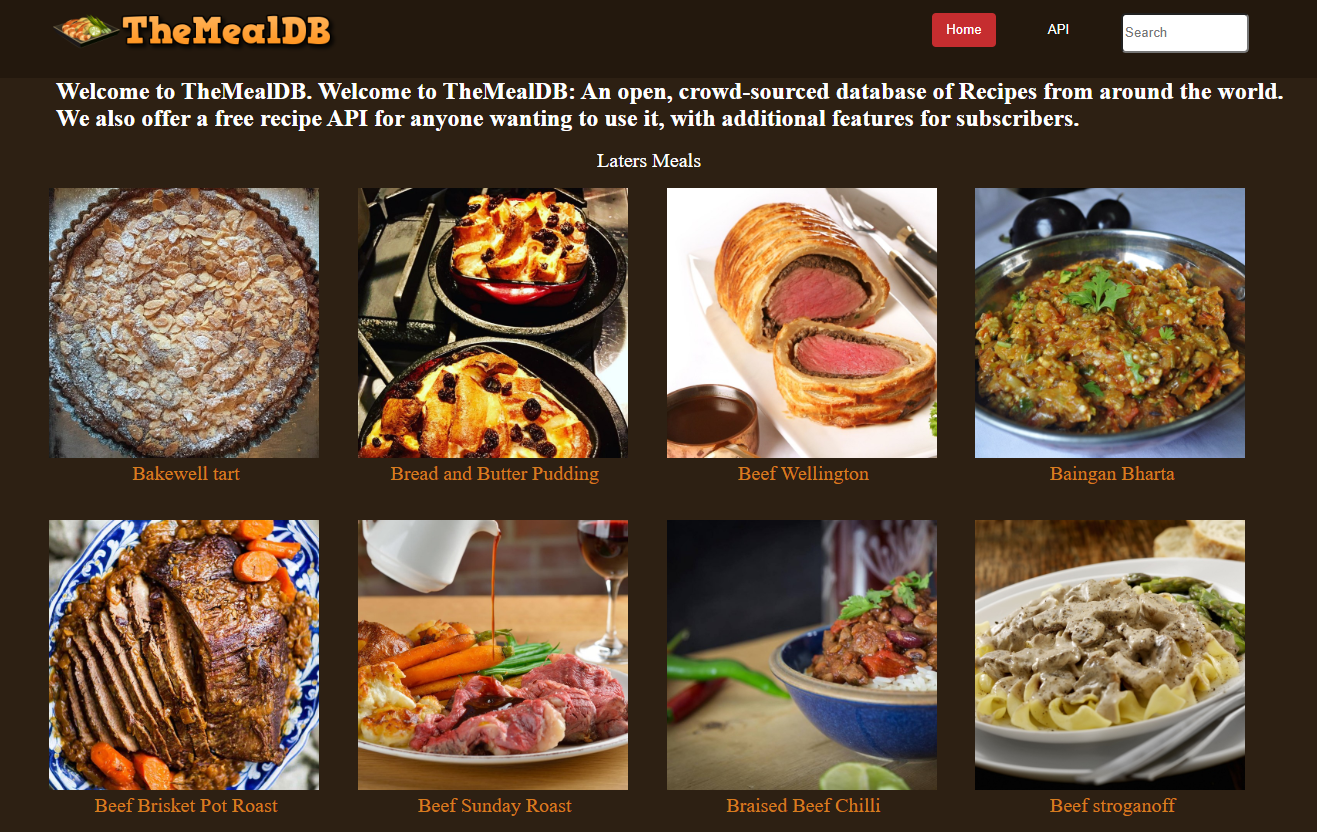 TheMealDB
Home
API
Search
Welcome to TheMealDB. Welcome to TheMealDB: An open, crowd-sourced database of Recipes from around the world.
We also offer a free recipe API for anyone wanting to use it, with additional features for subscribers.
Laters Meals
Bakewell tart
Bread and Butter Pudding
Beef Wellington
Baingan Bharta
Beef Brisket Pot Roast
Beef Sunday Roast
Braised Beef Chilli
Beef stroganoff